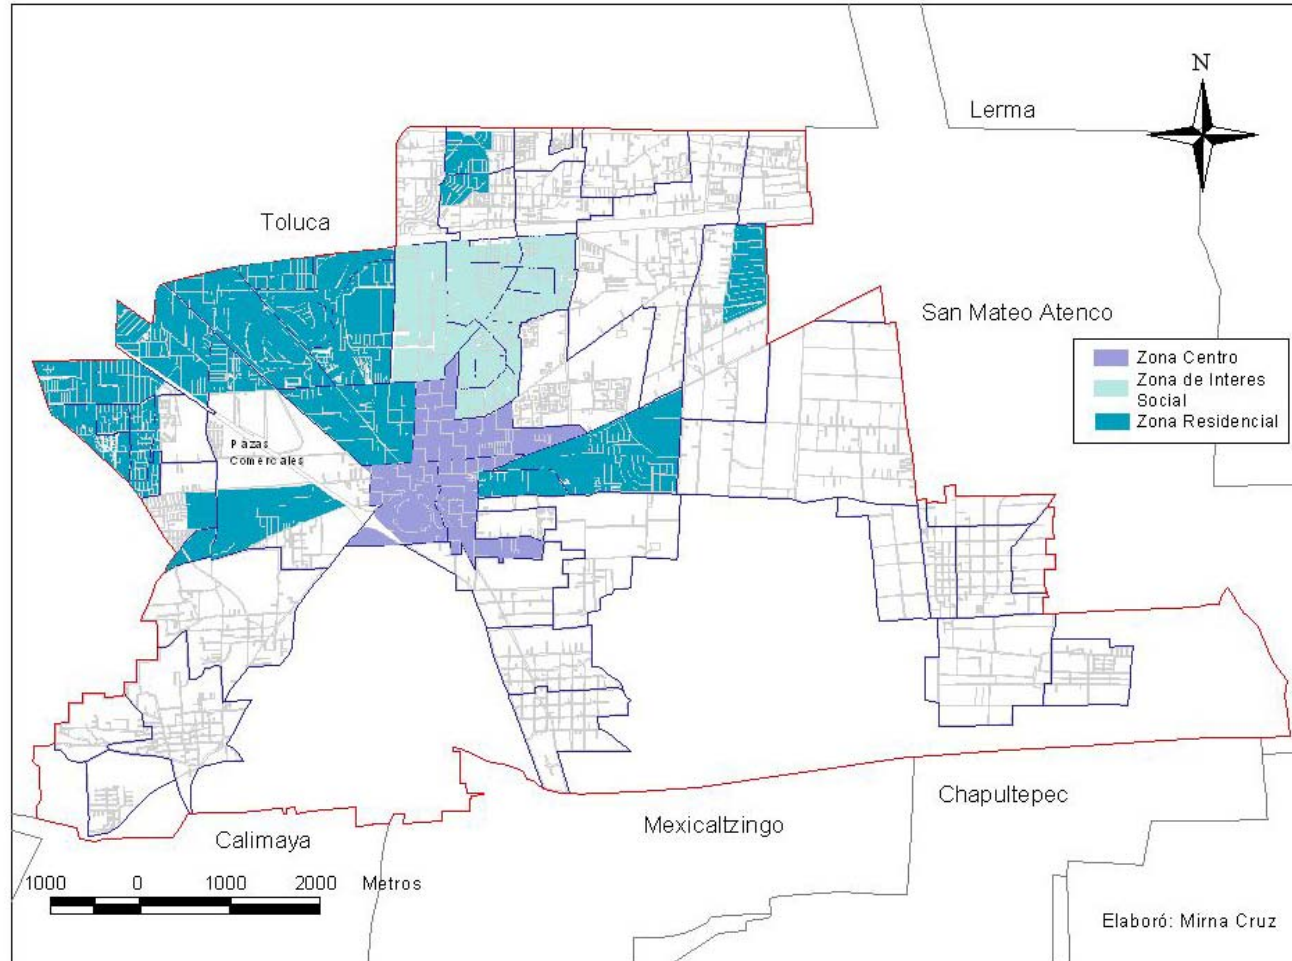 N
Lerma
Toluca
San Mateo Atenco
Zona Centro
Zona de Interes
Social
Zona Residencial
Plazas
Comerciales
Chapultepec
Mexicaltzingo
Calimaya
1000 0 1000 2000 Metros
Elaboró: Mirna Cruz